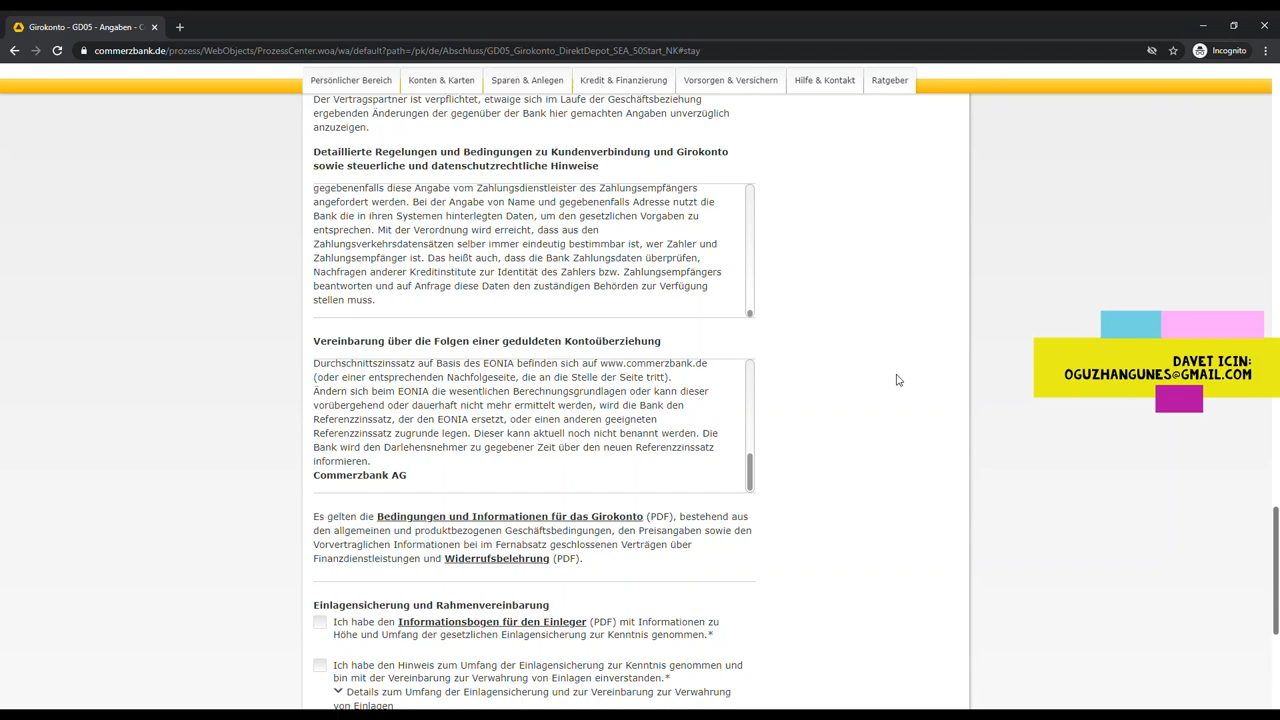 Girokonto - GD05 - Angaben - C
commerzbank.de/prozess/WebObjects/ProzessCenter.woa/wa/default?path=/pk/de/Abschluss/GD05_Girokonto_DirektDepot_SEA_50Start_NK#stay
Incognito
Persönlicher Bereich
Konten & Karten
Sparen & Anlegen
Kredit & Finanzierung
Vorsorgen & Versichern
Hilfe & Kontakt
Ratgeber
Der Vertragspartner ist verpflichtet, etwaige sich im Laufe der Geschäftsbeziehung
ergebenden Änderungen der gegenüber der Bank hier gemachten Angaben unverzüglich
anzuzeigen.
Detaillierte Regelungen und Bedingungen zu Kundenverbindung und Girokonto
sowie steuerliche und datenschutzrechtliche Hinweise
gegebenenfalls diese Angabe vom Zahlungsdienstleister des Zahlungsempfängers
angefordert werden. Bei der Angabe von Name und gegebenenfalls Adresse nutzt die
Bank die in ihren Systemen hinterlegten Daten, um den gesetzlichen Vorgaben zu
entsprechen. Mit der Verordnung wird erreicht, dass aus den
Zahlungsverkehrsdatensätzen selber immer eindeutig bestimmbar ist, wer Zahler und
Zahlungsempfänger ist. Das heißt auch, dass die Bank Zahlungsdaten überprüfen,
Nachfragen anderer Kreditinstitute zur Identität des Zahlers bzw. Zahlungsempfängers
beantworten und auf Anfrage diese Daten den zuständigen Behörden zur Verfügung
stellen muss.
Vereinbarung über die Folgen einer geduldeten Kontoüberziehung
Durchschnittszinssatz auf Basis des EONIA befinden sich auf www.commerzbank.de
(oder einer entsprechenden Nachfolgeseite, die an die Stelle der Seite tritt).
Ändern sich beim EONIA die wesentlichen Berechnungsgrundlagen oder kann dieser
vorübergehend oder dauerhaft nicht mehr ermittelt werden, wird die Bank den
Referenzzinssatz, der den EONIA ersetzt, oder einen anderen geeigneten
Referenzzinssatz zugrunde legen. Dieser kann aktuell noch nicht benannt werden. Die
Bank wird den Darlehensnehmer zu gegebener Zeit über den neuen Referenzzinssatz
informieren.
Commerzbank AG
DAVET ICIN:
OGUZHANGUNES@GMAIL.COM
Es gelten die Bedingungen und Informationen für das Girokonto (PDF), bestehend aus
den allgemeinen und produktbezogenen Geschäftsbedingungen, den Preisangaben sowie den
Vorvertraglichen Informationen bei im Fernabsatz geschlossenen Verträgen über
Finanzdienstleistungen und Widerrufsbelehrung (PDF).
Einlagensicherung und Rahmenvereinbarung
Ich habe den Informationsbogen für den Einleger (PDF) mit Informationen zu
Höhe und Umfang der gesetzlichen Einlagensicherung zur Kenntnis genommen.*
Ich habe den Hinweis zum Umfang der Einlagensicherung zur Kenntnis genommen und
bin mit der Vereinbarung zur Verwahrung von Einlagen einverstanden.*
Details zum Umfang der Einlagensicherung und zur Vereinbarung zur Verwahrung
von Einlagen